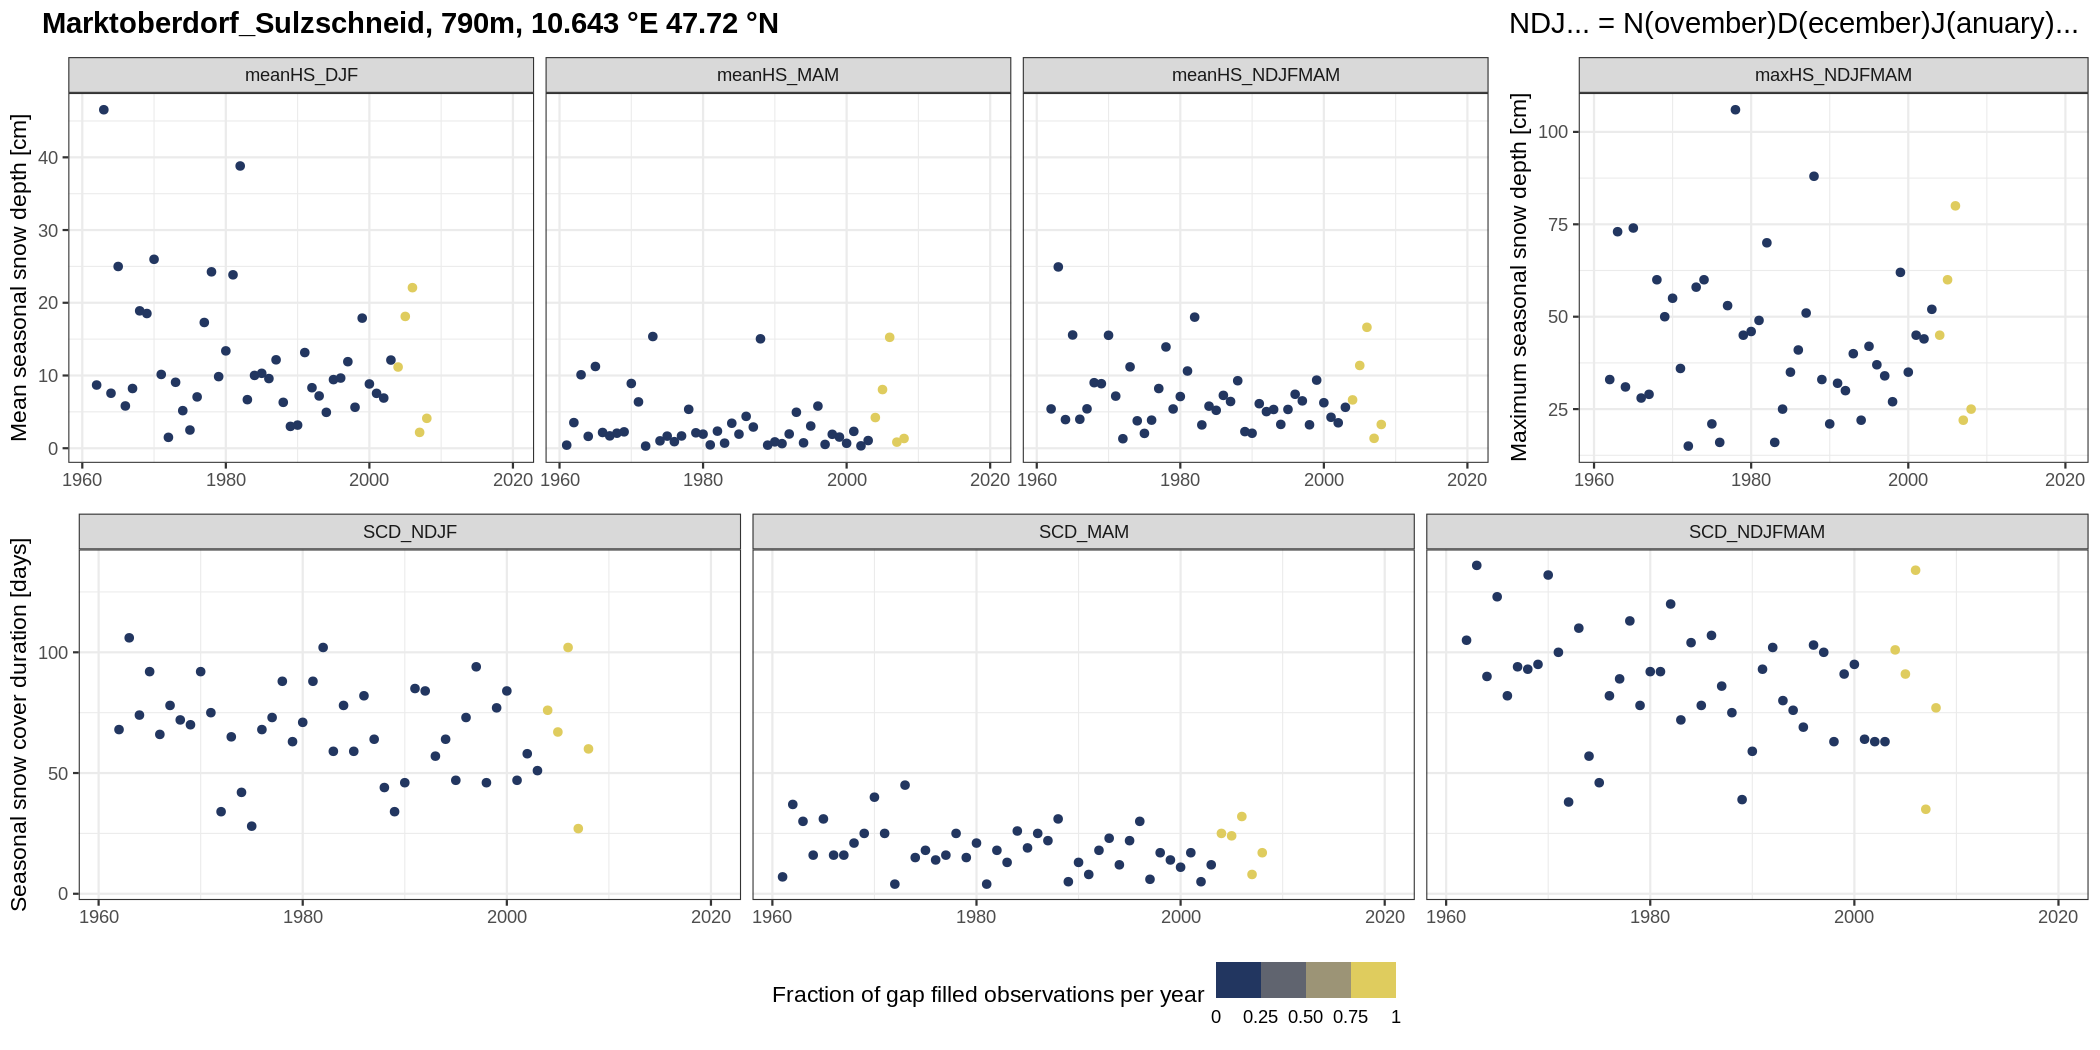 Marktoberdorf_Sulzschneid, 790m, 10.643 °E 47.72 °N
NDJ... = N(ovember)D(ecember)J(anuary)...
meanHS_DJF
meanHS_MAM
meanHS_NDJFMAM
maxHS_NDJFMAM
Mean seasonal snow depth [cm]
40
30
20
10
0
1960 1980 2000 2020
1960 1980 2000 2020
1960 1980 2000 2020
Maximum seasonal snow depth [cm]
100
75
50
25
1960 1980 2000 2020
SCD_NDJF
SCD_MAM
SCD_NDJFMAM
Seasonal snow cover duration [days]
100
50
0
1960 1980 2000 2020
1960 1980 2000 2020
1960 1980 2000 2020
Fraction of gap filled observations per year
0 0.25 0.50 0.75 1